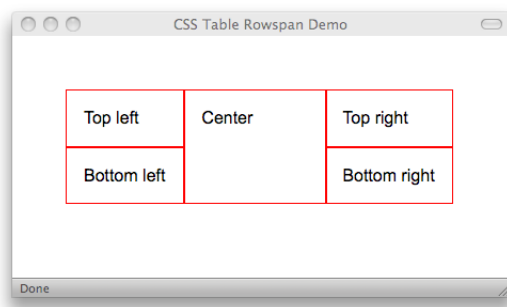 CSS Table Rowspan Demo
Top left
Center
Top right
Bottom left
Bottom right
Done